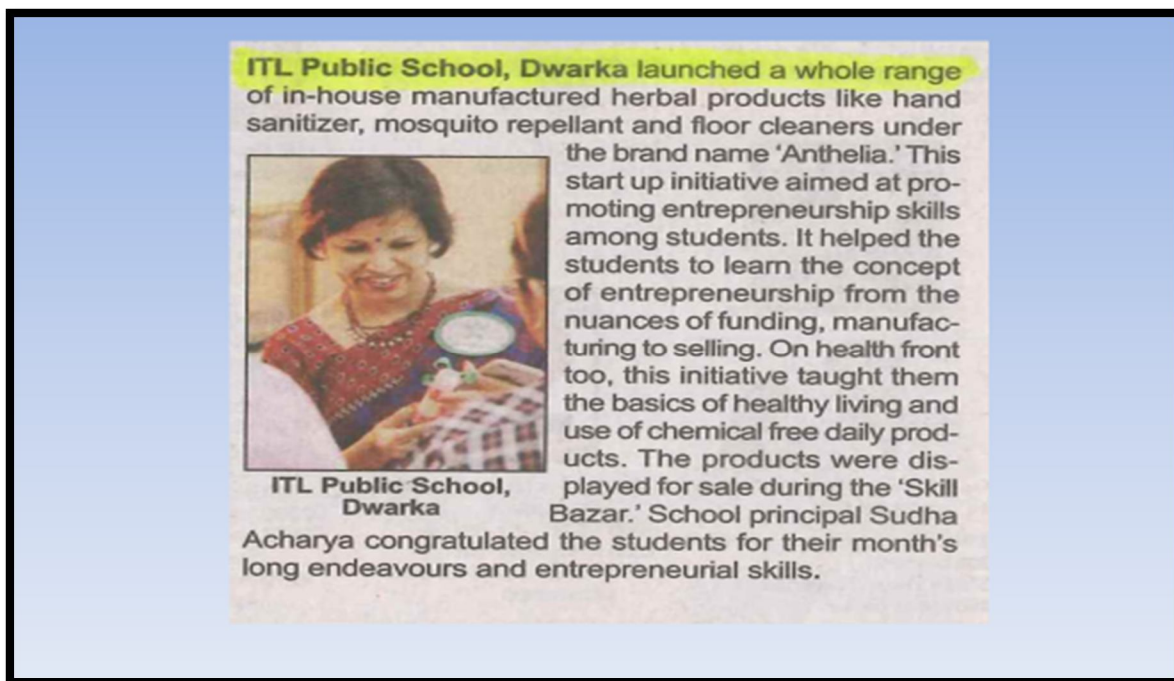 ITL Public School, Dwarka launched a whole range
of in-house manufactured herbal products like hand
sanitizer, mosquito repellant and floor cleaners under
the brand name ‘Anthelia.’ This
start up initiative aimed at pro-
moting entrepreneurship skills
among students. It helped the
students to learn the concept
of entrepreneurship from the
nuances of funding, manufac-
turing to selling. On health front
too, this initiative taught them
the basics of healthy living and
use of chemical free daily prod-
ucts. The products were dis-
played for sale during the ‘Skill
Bazar.’ School principal Sudha
Acharya congratulated the students for their month’s
long endeavours and entrepreneurial skills.
ITL Public School,
Dwarka